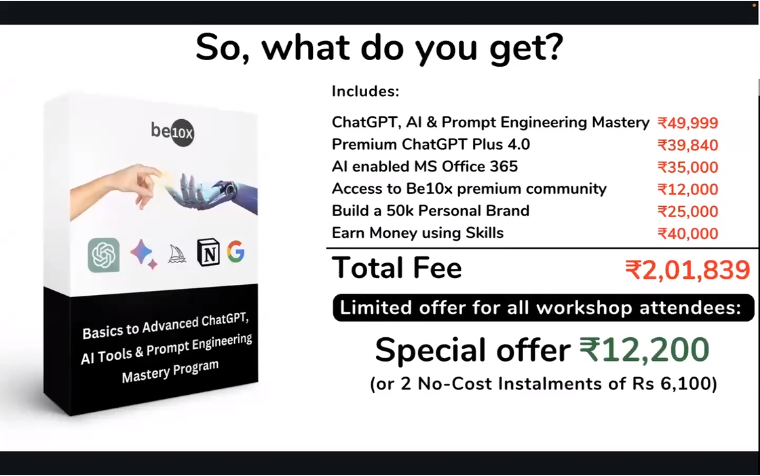 So, what do you get?
be10x
Basics to Advanced ChatGPT,
AI Tools & Prompt Engineering
Mastery Program
Includes:
ChatGPT, AI & Prompt Engineering Mastery ₹49,999
Premium ChatGPT Plus 4.0 ₹39,840
AI enabled MS Office 365 ₹35,000
Access to Be10x premium community ₹12,000
Build a 50k Personal Brand ₹25,000
Earn Money using Skills ₹40,000
Total Fee ₹2,01,839
Limited offer for all workshop attendees:
Special offer ₹12,200
(or 2 No-Cost Instalments of Rs 6,100)